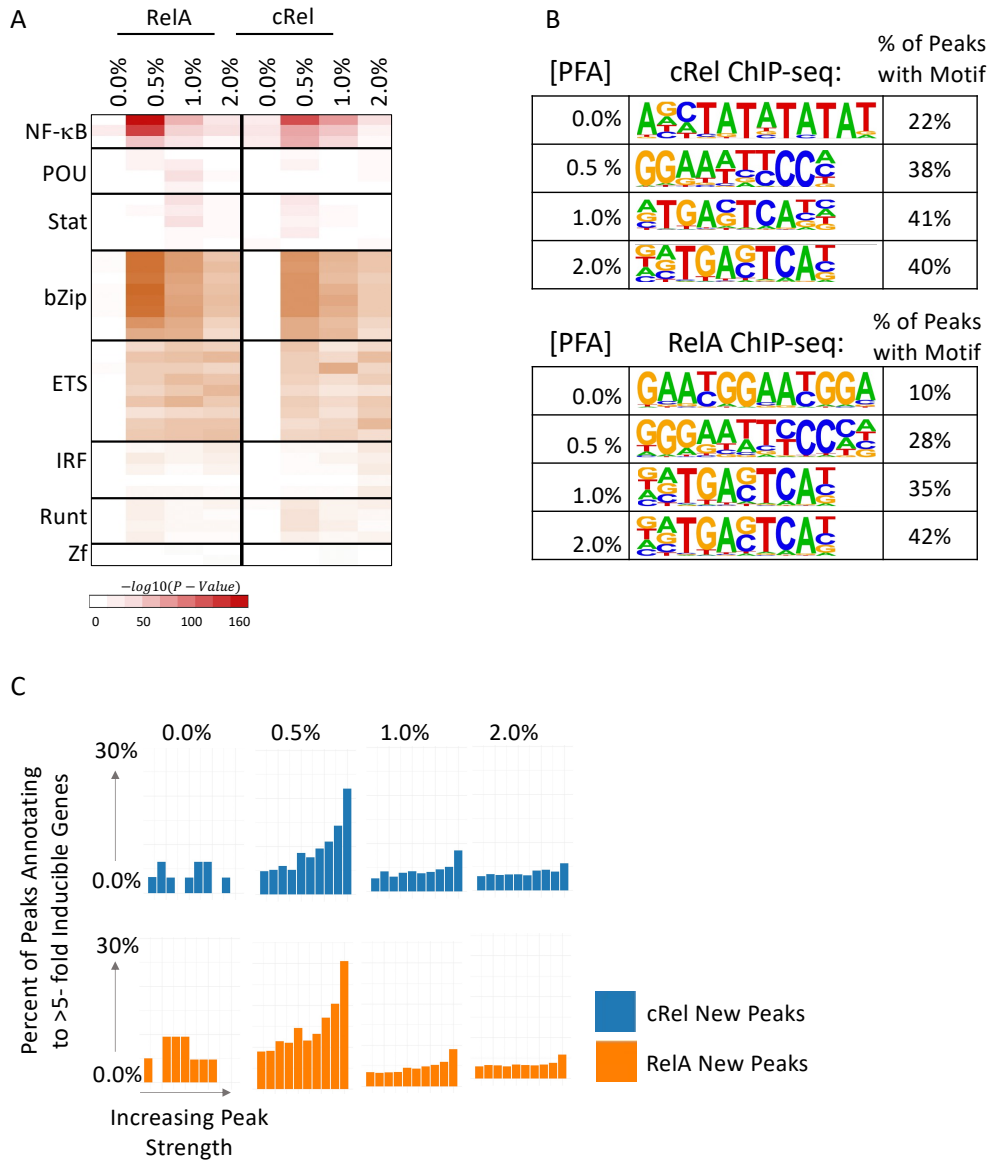 A
RelA cRel
0.0% 0.5% 1.0% 2.0% 0.0% 0.5% 1.0% 2.0%
NF-κB
POU
Stat
bZip
ETS
IRF
Runt
Zf
−log10(P − Value)
0 50 100 160
B
[PFA] cRel ChIP-seq: % of Peaks with Motif
0.0% 22%
0.5 % 38%
1.0% 41%
2.0% 40%
[PFA] RelA ChIP-seq: % of Peaks with Motif
0.0% 10%
0.5 % 28%
1.0% 35%
2.0% 42%
C
0.0% 0.5% 1.0% 2.0%
Percent of Peaks Annotating
to >5- fold Inducible Genes
30%
0.0%
30%
0.0%
Increasing Peak
Strength
cRel New Peaks
RelA New Peaks